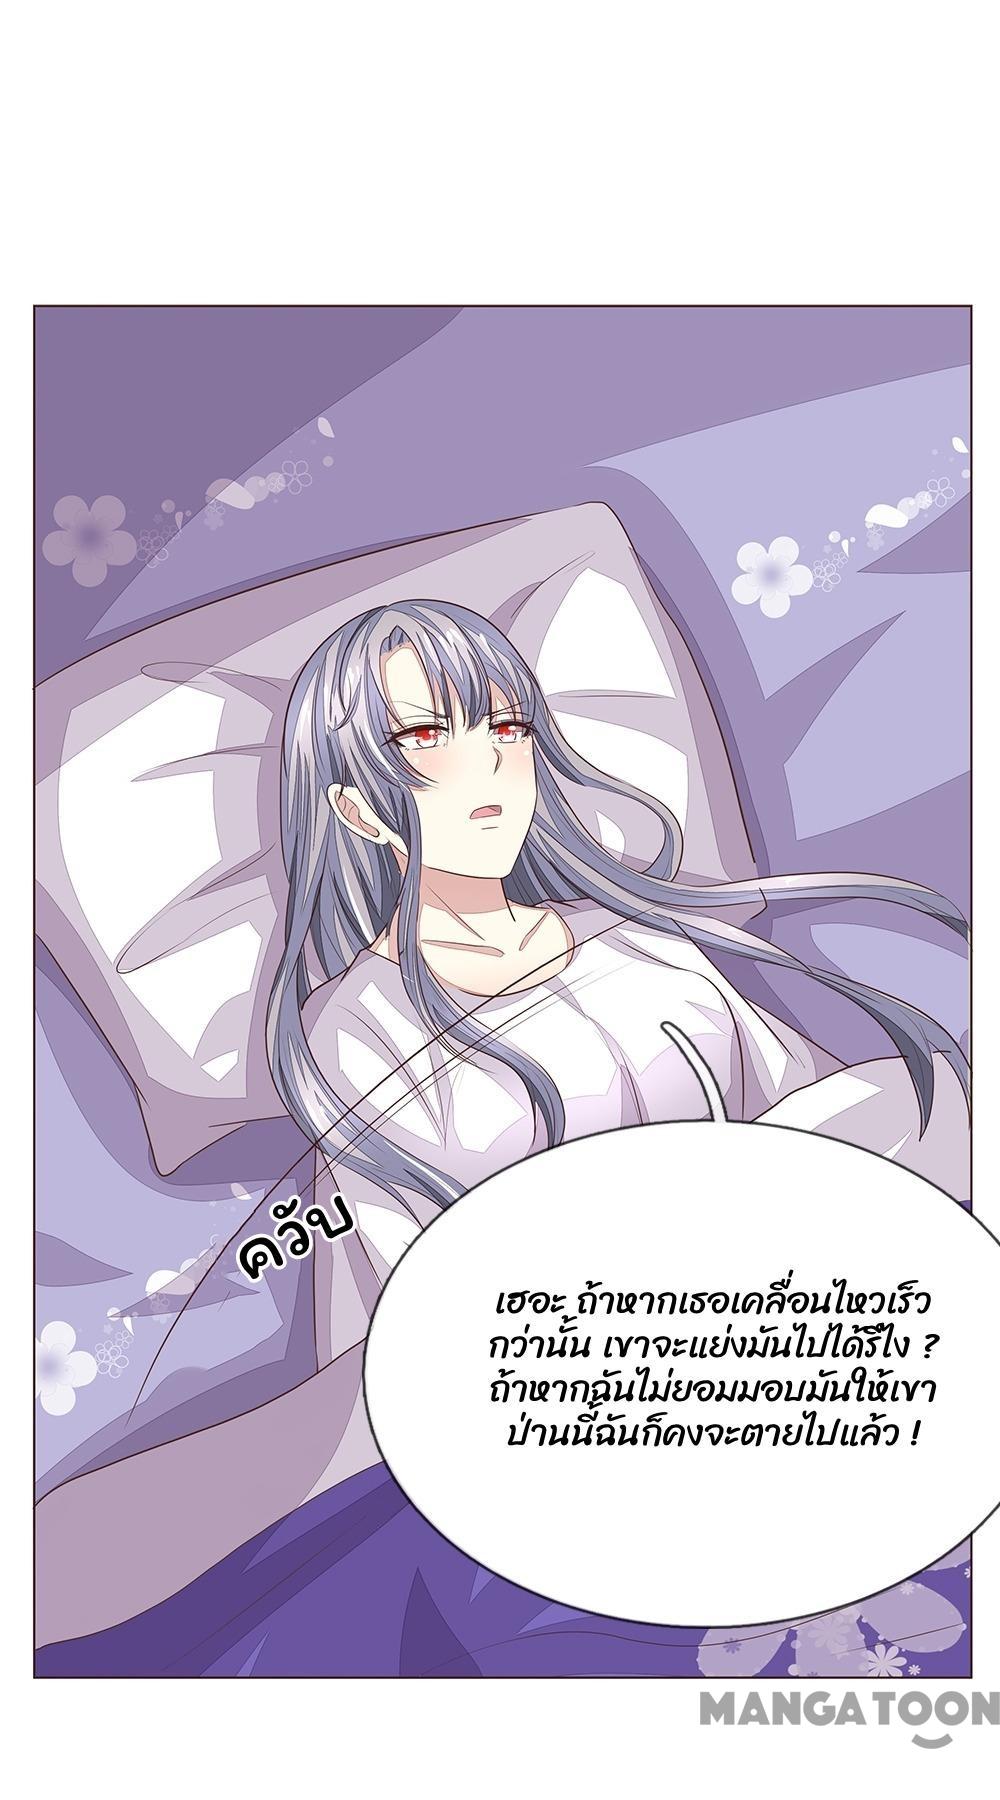 ควับ
เฮอะ ถ้าหากเธอเคลื่อนไหวเร็ว
กว่านั้น เขาจะแย่งมันไปได้รึไง ?
ถ้าหากฉันไม่ยอมมอบมันให้เขา
ป่านนี้ฉันก็คงจะตายไปแล้ว !
MANGATOON